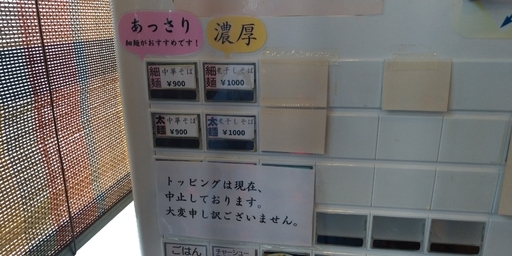 あっさり
細麺がおすすめです!
濃厚
細麺
中華そば
¥900
細麺
煮干しそば
¥1000
太麺
中華そば
¥900
太麺
煮干しそば
¥1000
トッピングは現在、
中止しております。
大変申し訳ございません。
ごはん
チャーシュー